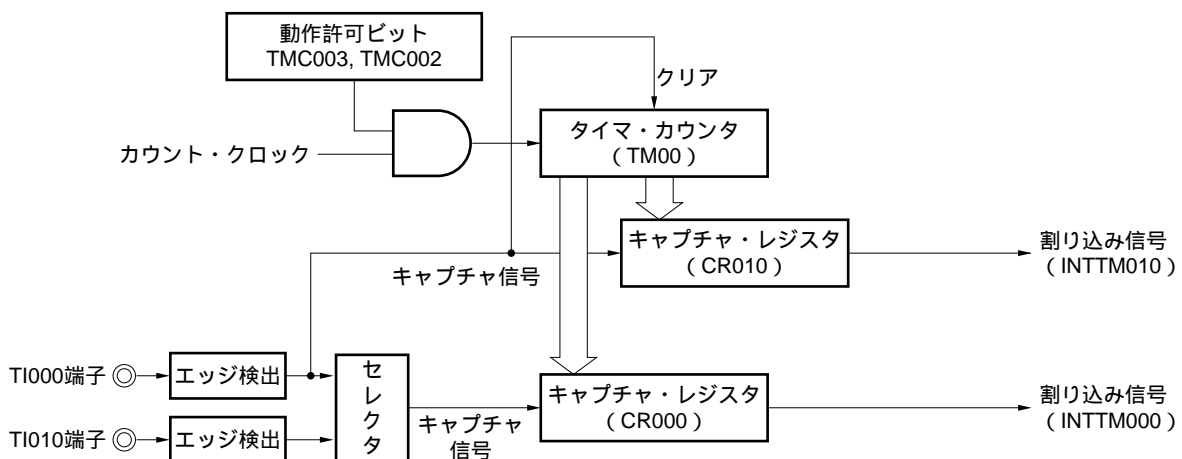 動作許可ビット
TMC003, TMC002
クリア
タイマ・カウンタ
（TM00）
カウント・クロック
キャプチャ・レジスタ
（CR010）
割り込み信号
（INTTM010）
キャプチャ信号
TI000端子
エッジ検出
セレクタ
キャプチャ・レジスタ
（CR000）
割り込み信号
（INTTM000）
キャプチャ
信号
TI010端子
エッジ検出